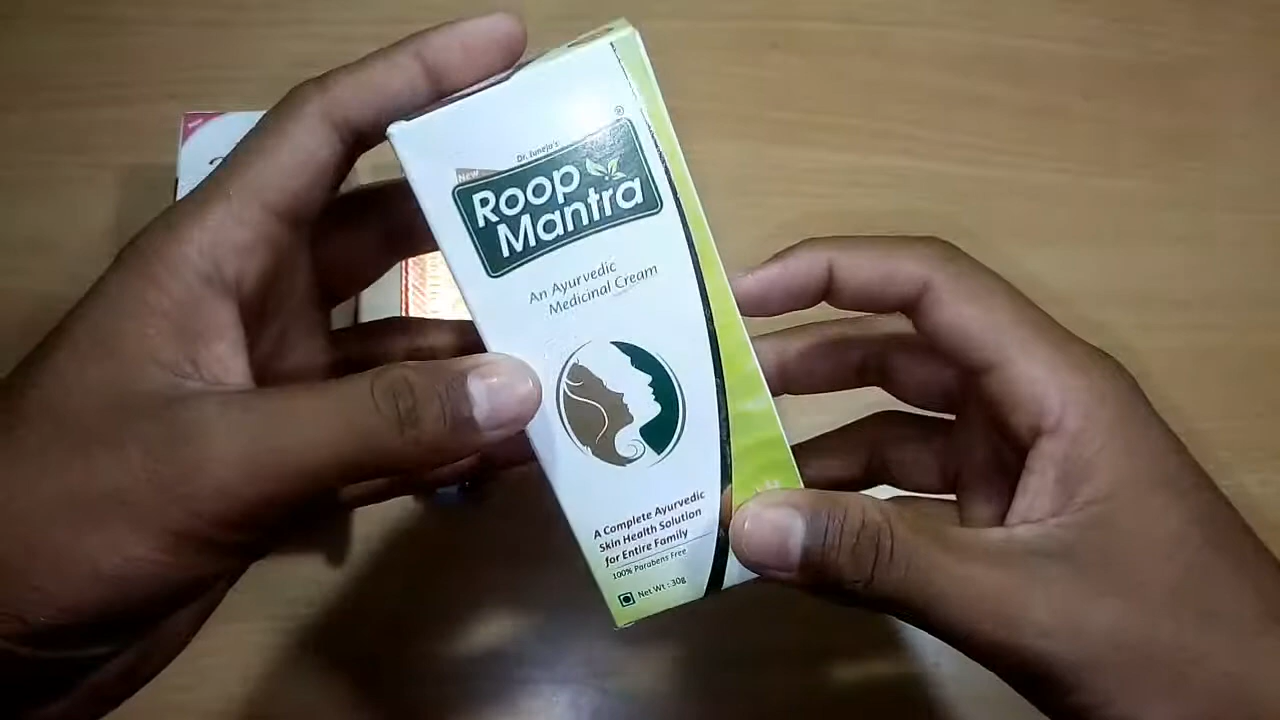 Dr. Juneja's
New
Roop
Mantra
®
An Ayurvedic
Medicinal Cream
A Complete Ayurvedic
Skin Health Solution
for Entire Family
100% Parabens Free
Net Wt : 30g